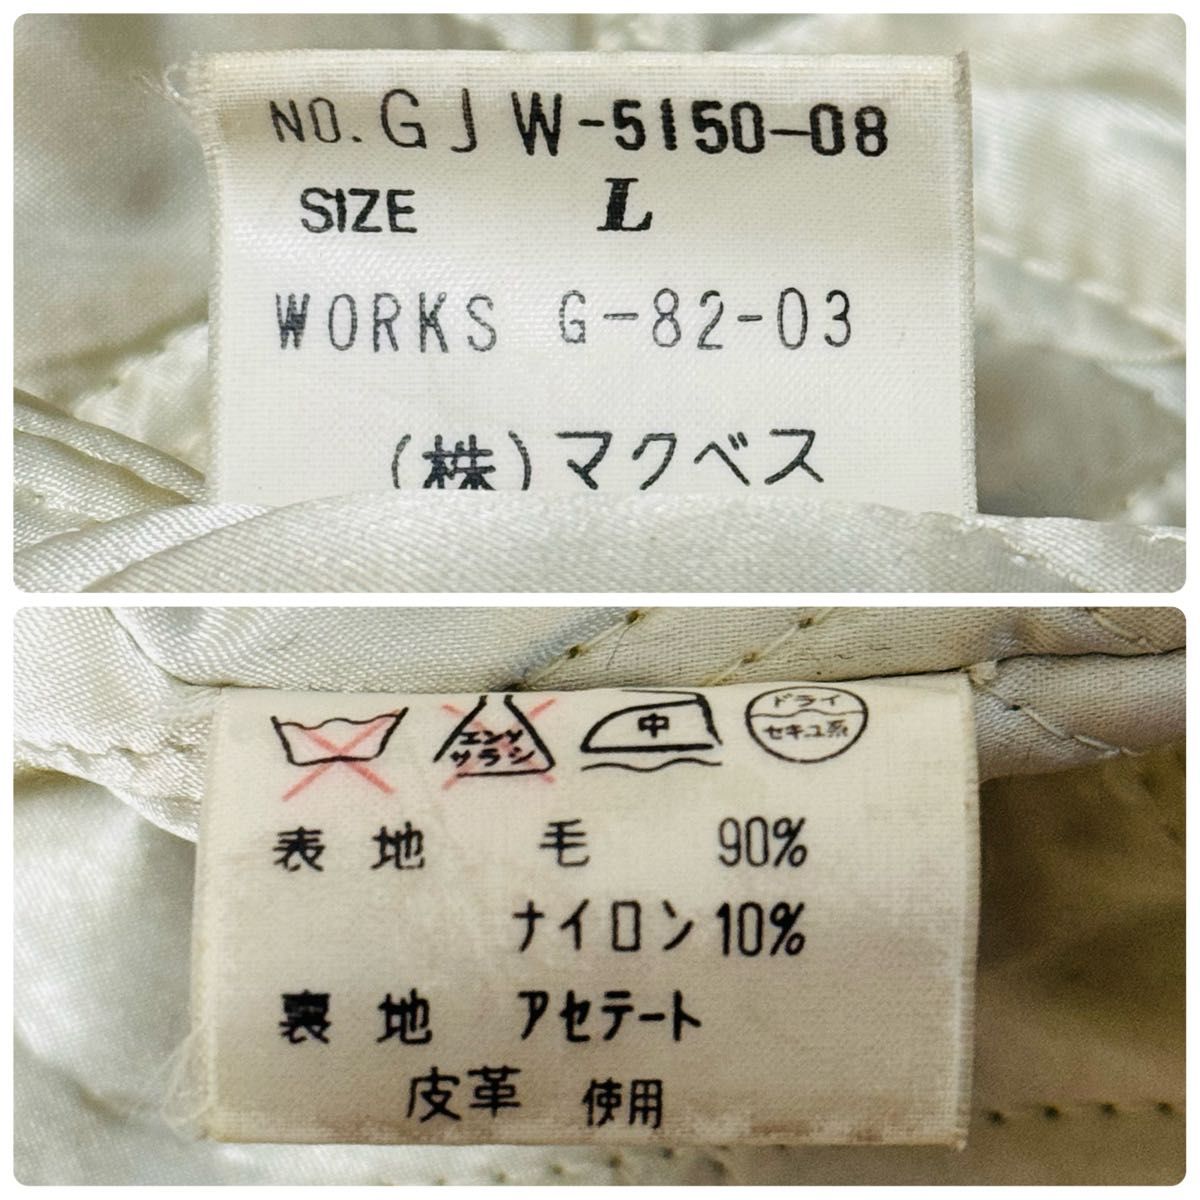 NO. GJW-5150-08
SIZE L
WORKS G-82-03
(株)マクベス
エンソ
サラシ
中
ドライ
セキユ系
表地 毛 90%
ナイロン 10%
裏地 アセテート
皮革 使用